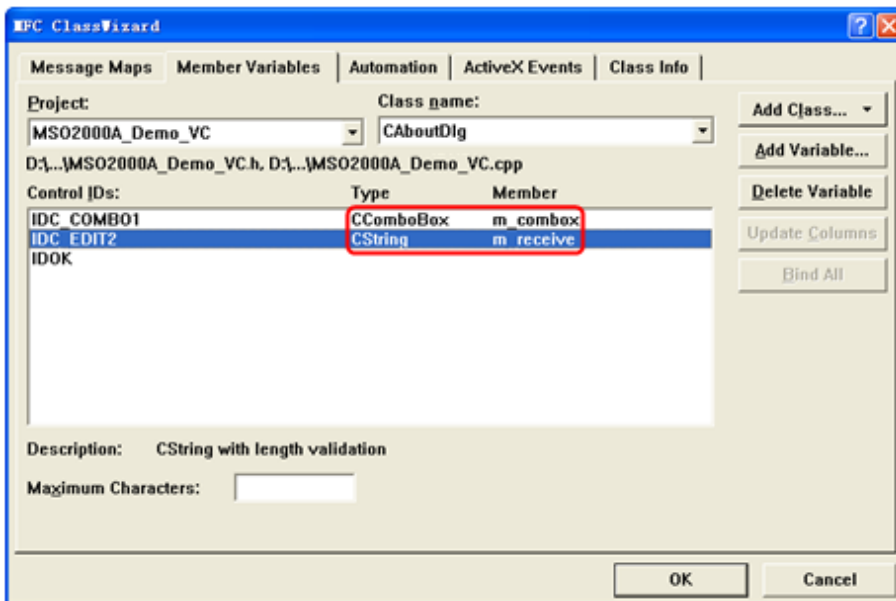 MFC ClassWizard
Message Maps Member Variables Automation ActiveX Events Class Info
Project: Class name:
MSO2000A_Demo_VC CAboutDlg
Add Class...
D:\...\MSO2000A_Demo_VC.h, D:\...\MSO2000A_Demo_VC.cpp
Add Variable...
Control IDs: Type Member
Delete Variable
IDC_COMBO1 CComboBox m_combox
IDC_EDIT2 CString m_receive
Update Columns
IDOK
Bind All
Description: CString with length validation
Maximum Characters:
OK Cancel